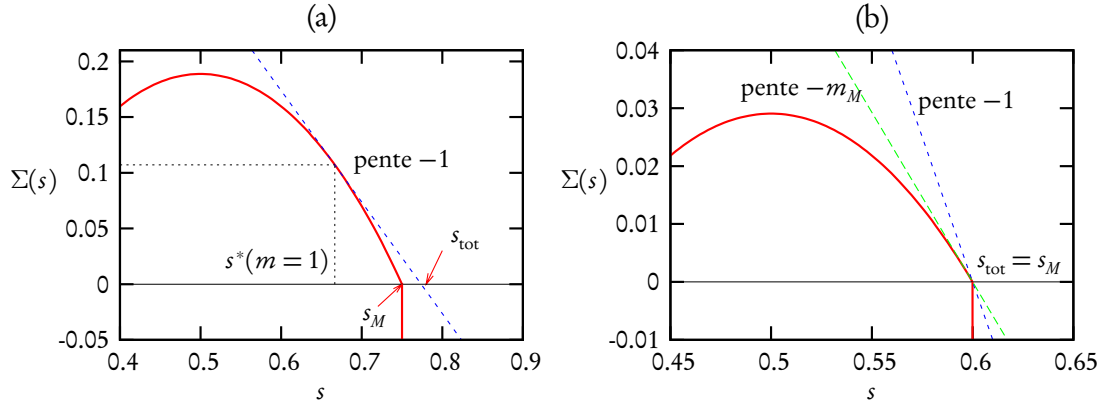 (a)
0.2
0.15
0.1
0.05
0
-0.05
Σ(s)
pente −1
s*(m = 1)
s_tot
s_M
0.4 0.5 0.6 0.7 0.8 0.9
s
(b)
0.04
0.03
0.02
0.01
0
-0.01
Σ(s)
pente −m_M
pente −1
s_tot = s_M
0.45 0.5 0.55 0.6 0.65
s